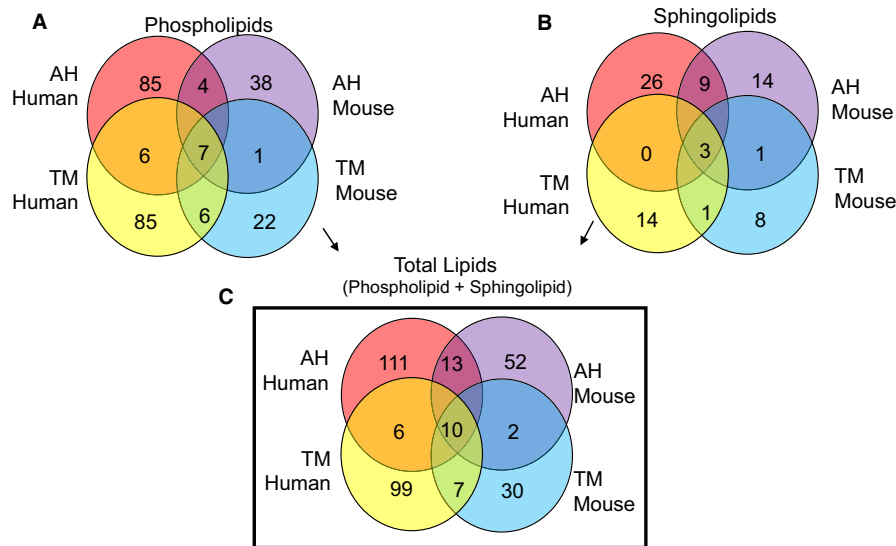 A
Phospholipids
AH
Human
85
4
38
AH
Mouse
6
7
1
TM
Human
TM
Mouse
85
6
22
B
Sphingolipids
AH
Human
26
9
14
AH
Mouse
0
3
1
TM
Human
TM
Mouse
14
1
8
Total Lipids
(Phospholipid + Sphingolipid)
C
AH
Human
111
13
52
AH
Mouse
6
10
2
TM
Human
99
7
30
TM
Mouse